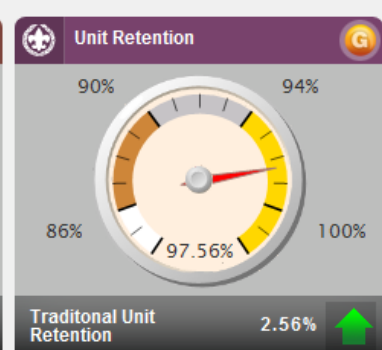 Unit Retention
G
90%
94%
86%
100%
97.56%
Traditonal Unit
Retention
2.56%